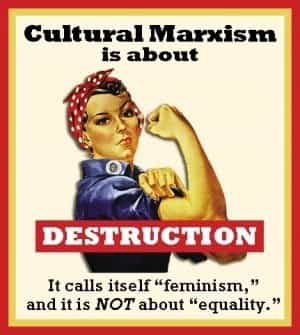 Cultural Marxism
is about
DESTRUCTION
It calls itself “feminism,”
and it is NOT about “equality.”